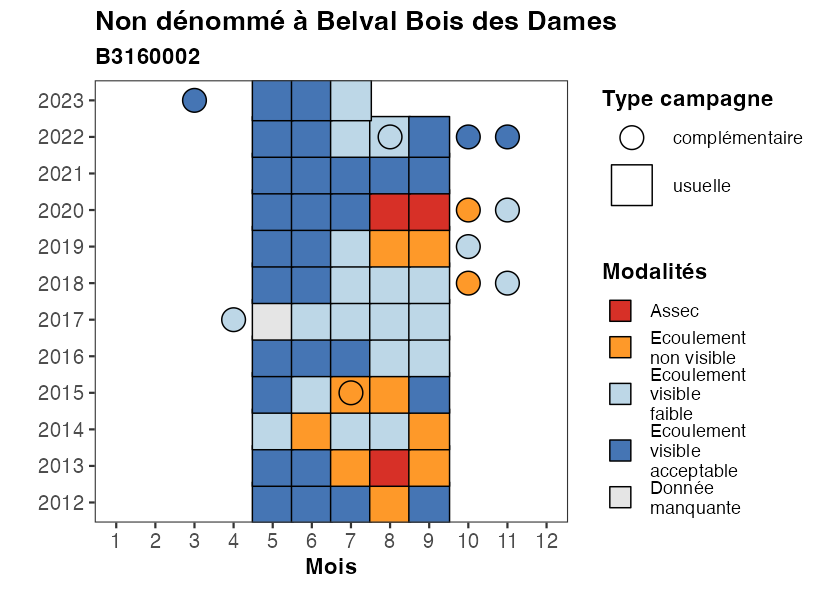 Non dénommé à Belval Bois des Dames
B3160002
2023
2022
2021
2020
2019
2018
2017
2016
2015
2014
2013
2012
1 2 3 4 5 6 7 8 9 10 11 12
Mois
Type campagne
complémentaire
usuelle
Modalités
Assec
Ecoulement
non visible
Ecoulement
visible
faible
Ecoulement
visible
acceptable
Donnée
manquante